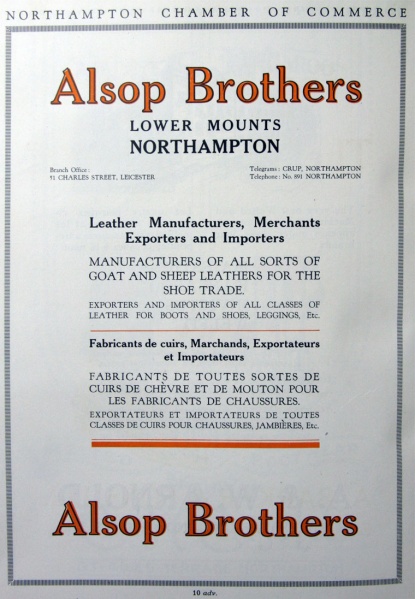 NORTHAMPTON CHAMBER OF COMMERCE
Alsop Brothers
LOWER MOUNTS
NORTHAMPTON
Branch Office:
91 CHARLES STREET, LEICESTER
Telegrams: CRUP, NORTHAMPTON
Telephone: No. 891 NORTHAMPTON
Leather Manufacturers, Merchants
Exporters and Importers
MANUFACTURERS OF ALL SORTS OF
GOAT AND SHEEP LEATHERS FOR THE
SHOE TRADE.
EXPORTERS AND IMPORTERS OF ALL CLASSES OF
LEATHER FOR BOOTS AND SHOES, LEGGINGS, Etc.
Fabricants de cuirs, Marchands, Exportateurs
et Importateurs
FABRICANTS DE TOUTES SORTES DE
CUIRS DE CHÈVRE ET DE MOUTON POUR
LES FABRICANTS DE CHAUSSURES.
EXPORTATEURS ET IMPORTATEURS DE TOUTES
CLASSES DE CUIRS POUR CHAUSSURES, JAMBIÈRES, Etc.
Alsop Brothers
10 adv.